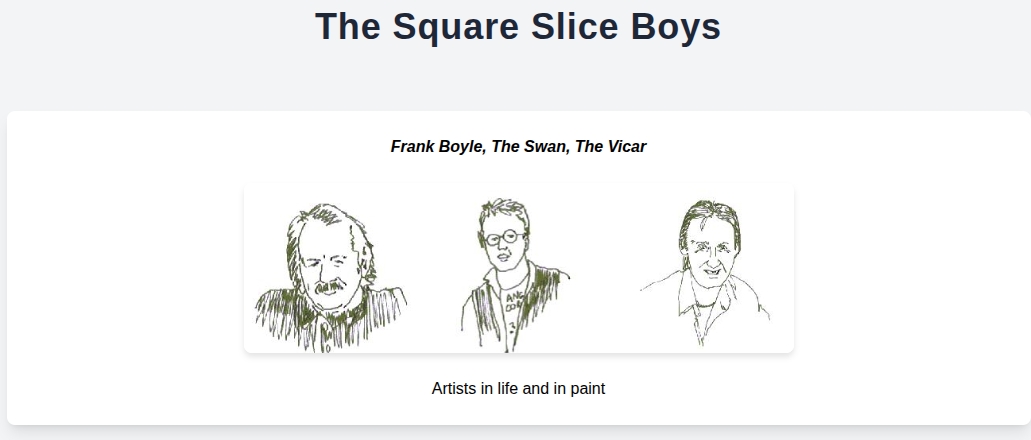 The Square Slice Boys
Frank Boyle, The Swan, The Vicar
Artists in life and in paint